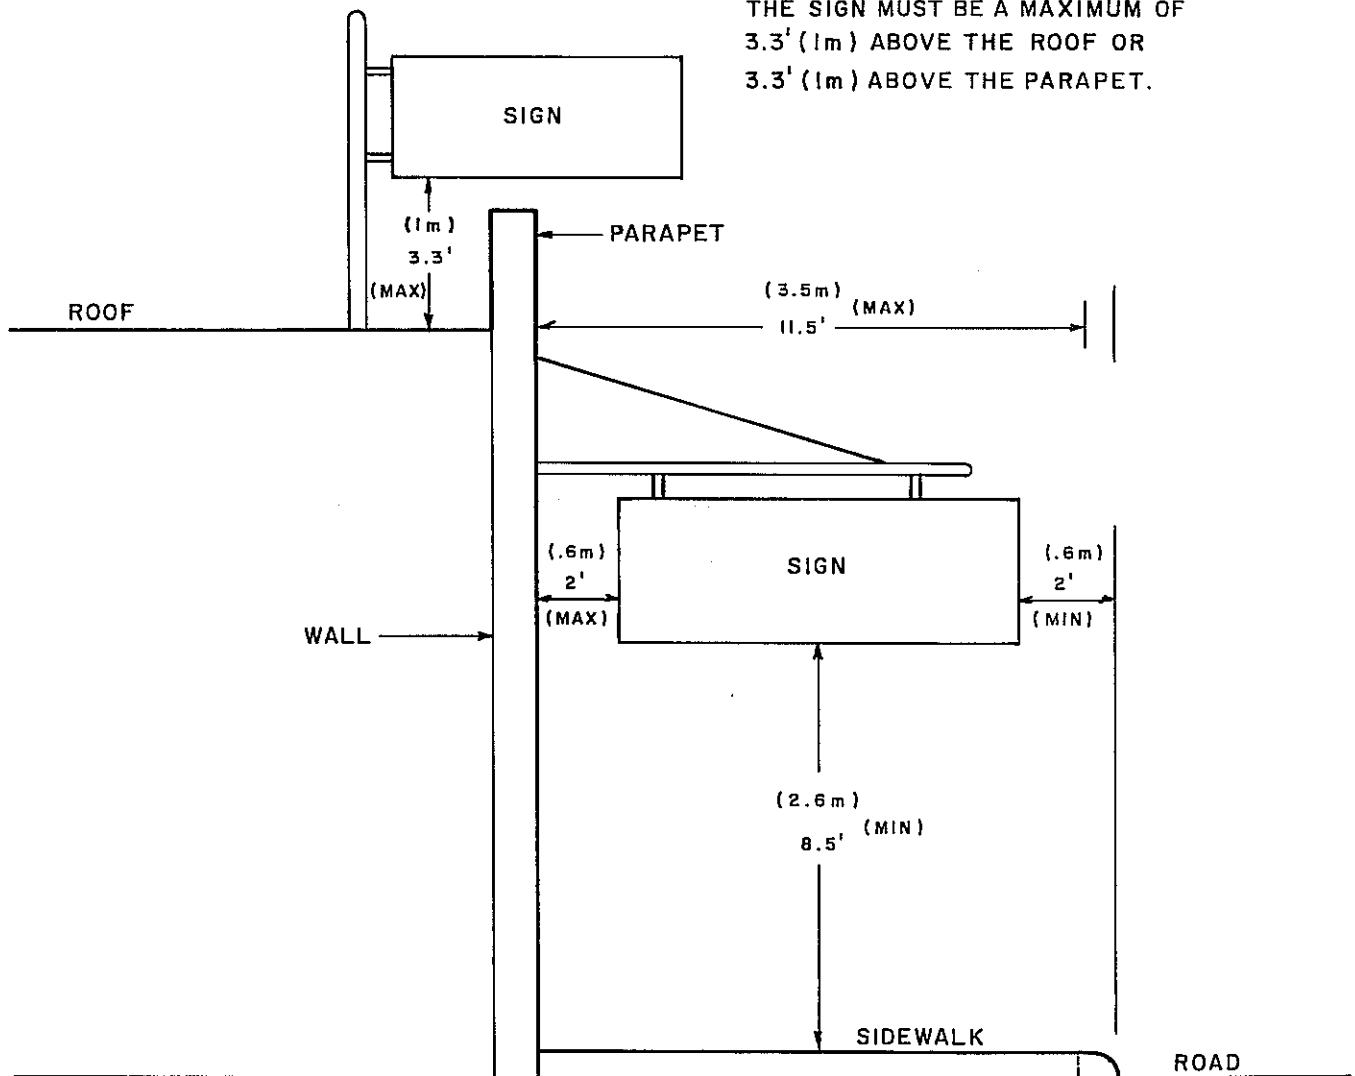 THE SIGN MUST BE A MAXIMUM OF
3.3' (1m) ABOVE THE ROOF OR
3.3' (1m) ABOVE THE PARAPET.
SIGN
(1m)
3.3'
(MAX)
PARAPET
ROOF
(3.5m)
(MAX)
11.5'
(.6m)
2'
(MAX)
SIGN
(.6m)
2'
(MIN)
WALL
(2.6m)
(MIN)
8.5'
SIDEWALK
ROAD